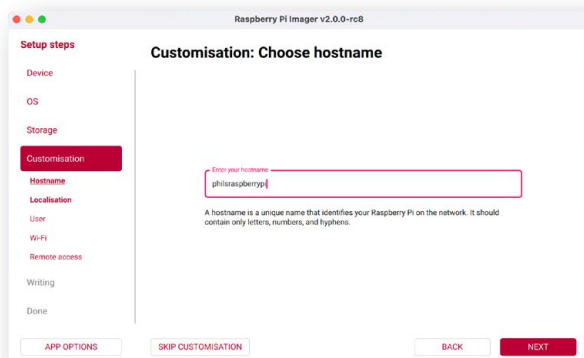 Raspberry Pi Imager v2.0.0-rc8
Setup steps
Device
OS
Storage
Customisation
Hostname
Localisation
User
Wi-Fi
Remote access
Writing
Done
APP OPTIONS
Customisation: Choose hostname
Enter your hostname
philsraspberrypi
A hostname is a unique name that identifies your Raspberry Pi on the network. It should
contain only letters, numbers, and hyphens.
SKIP CUSTOMISATION
BACK
NEXT